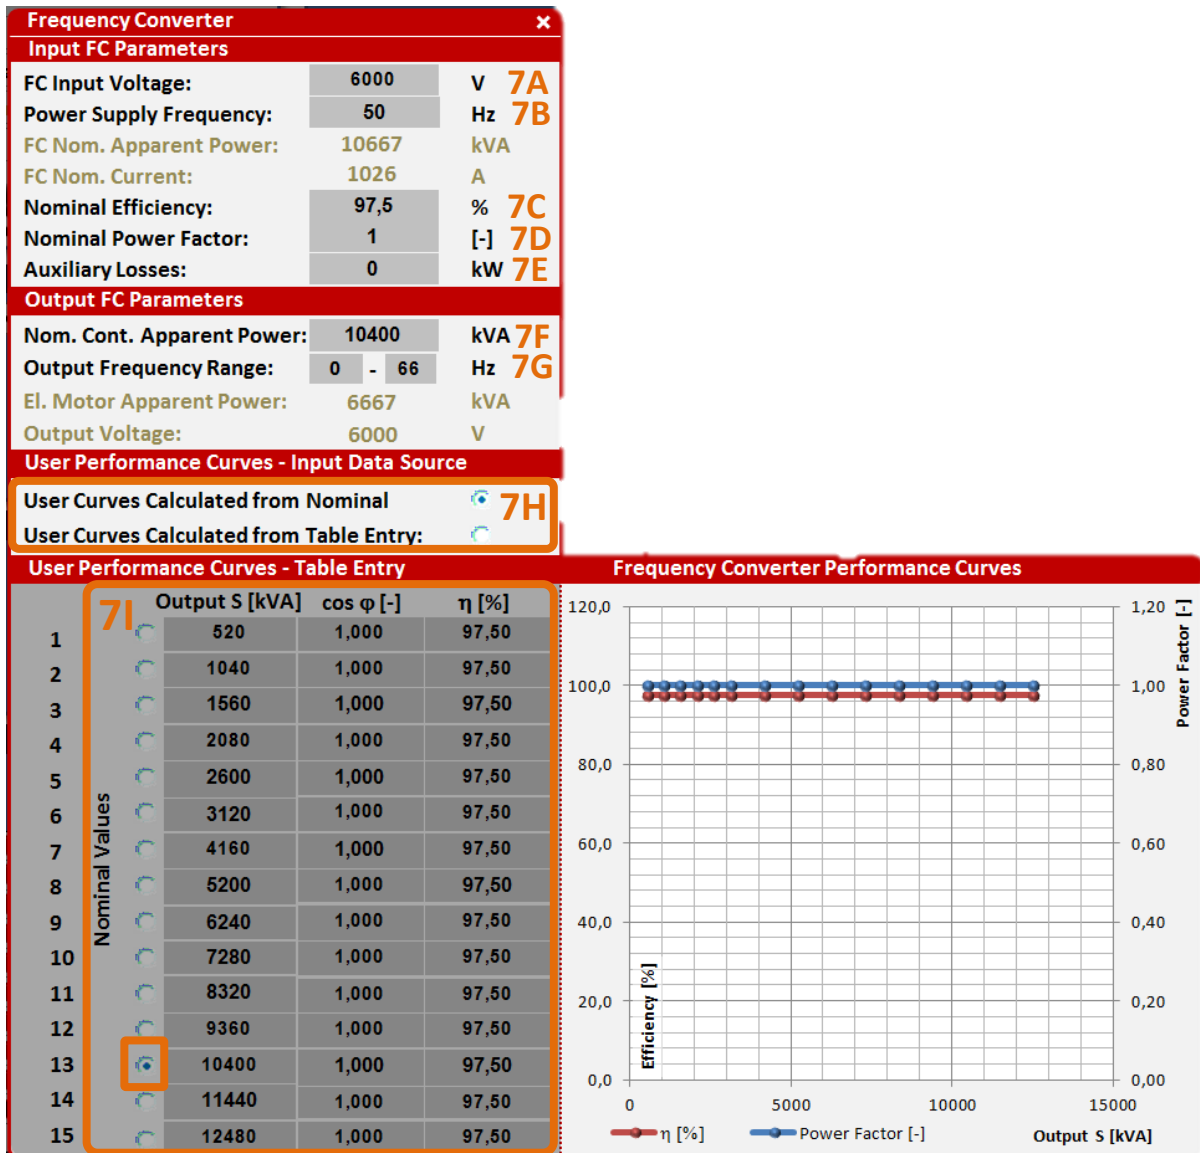 Frequency Converter ×
Input FC Parameters
FC Input Voltage: 6000 V 7A
Power Supply Frequency: 50 Hz 7B
FC Nom. Apparent Power: 10667 kVA
FC Nom. Current: 1026 A
Nominal Efficiency: 97,5 % 7C
Nominal Power Factor: 1 [-] 7D
Auxiliary Losses: 0 kW 7E
Output FC Parameters
Nom. Cont. Apparent Power: 10400 kVA 7F
Output Frequency Range: 0 - 66 Hz 7G
El. Motor Apparent Power: 6667 kVA
Output Voltage: 6000 V
User Performance Curves - Input Data Source
User Curves Calculated from Nominal 7H
User Curves Calculated from Table Entry:
User Performance Curves - Table Entry
7I Output S [kVA] cos φ [-] η [%]
Nominal Values
1 520 1,000 97,50
2 1040 1,000 97,50
3 1560 1,000 97,50
4 2080 1,000 97,50
5 2600 1,000 97,50
6 3120 1,000 97,50
7 4160 1,000 97,50
8 5200 1,000 97,50
9 6240 1,000 97,50
10 7280 1,000 97,50
11 8320 1,000 97,50
12 9360 1,000 97,50
13 10400 1,000 97,50
14 11440 1,000 97,50
15 12480 1,000 97,50
Frequency Converter Performance Curves
120,0 1,20
100,0 1,00
80,0 0,80
60,0 0,60
40,0 0,40
20,0 0,20
0,0 0,00
Efficiency [%]
Power Factor [-]
0 5000 10000 15000
η [%] Power Factor [-] Output S [kVA]